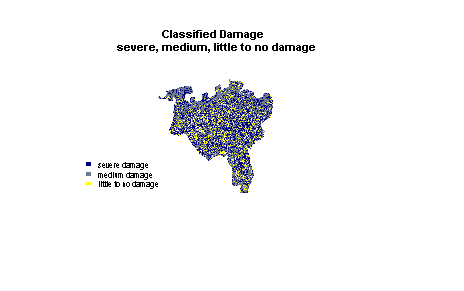 Classified Damage
severe, medium, little to no damage
severe damage
medium damage
little to no damage